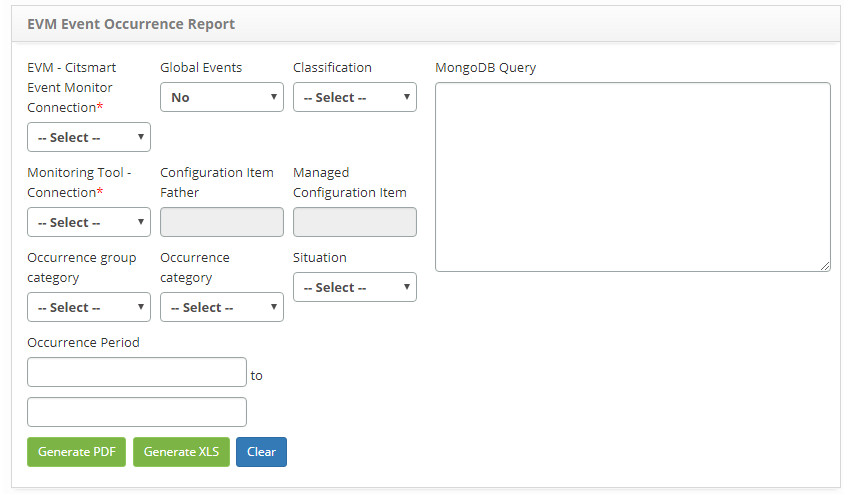 EVM Event Occurrence Report
EVM - Citsmart
Event Monitor
Connection*
-- Select --
Global Events
No
Classification
-- Select --
MongoDB Query
Monitoring Tool -
Connection*
-- Select --
Configuration Item
Father
Managed
Configuration Item
Occurrence group
category
-- Select --
Occurrence
category
-- Select --
Situation
-- Select --
Occurrence Period
to
Generate PDF
Generate XLS
Clear